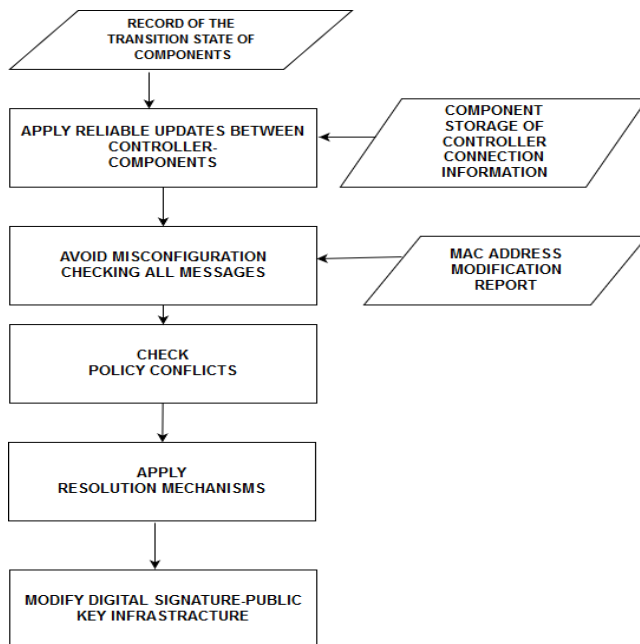 RECORD OF THE
TRANSITION STATE OF
COMPONENTS
APPLY RELIABLE UPDATES BETWEEN
CONTROLLER-
COMPONENTS
COMPONENT
STORAGE OF
CONTROLLER
CONNECTION
INFORMATION
AVOID MISCONFIGURATION
CHECKING ALL MESSAGES
MAC ADDRESS
MODIFICATION
REPORT
CHECK
POLICY CONFLICTS
APPLY
RESOLUTION MECHANISMS
MODIFY DIGITAL SIGNATURE-PUBLIC
KEY INFRASTRACTURE